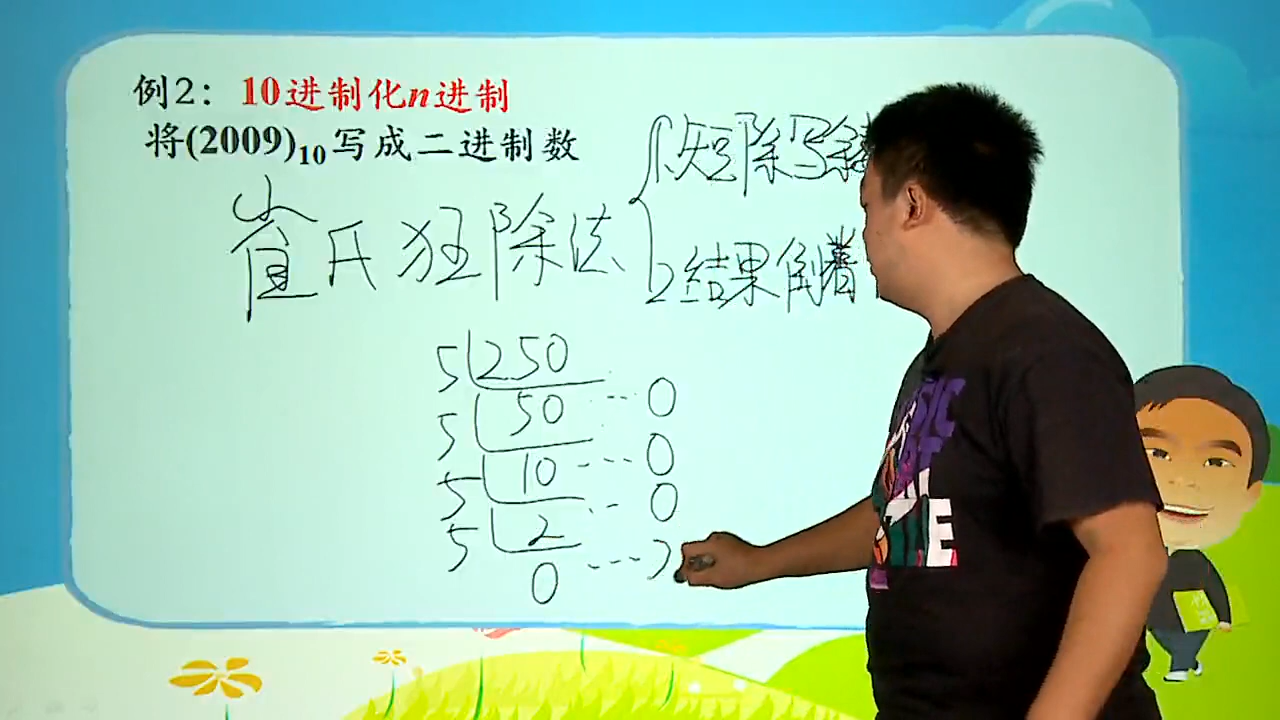 例2：10进制化n进制
将(2009)₁₀写成二进制数
崔氏狂除法
1.短除写余
2 结果倒着
5 250
5 50 ……0
5 10 ……0
5 2 ……0
0 ……2